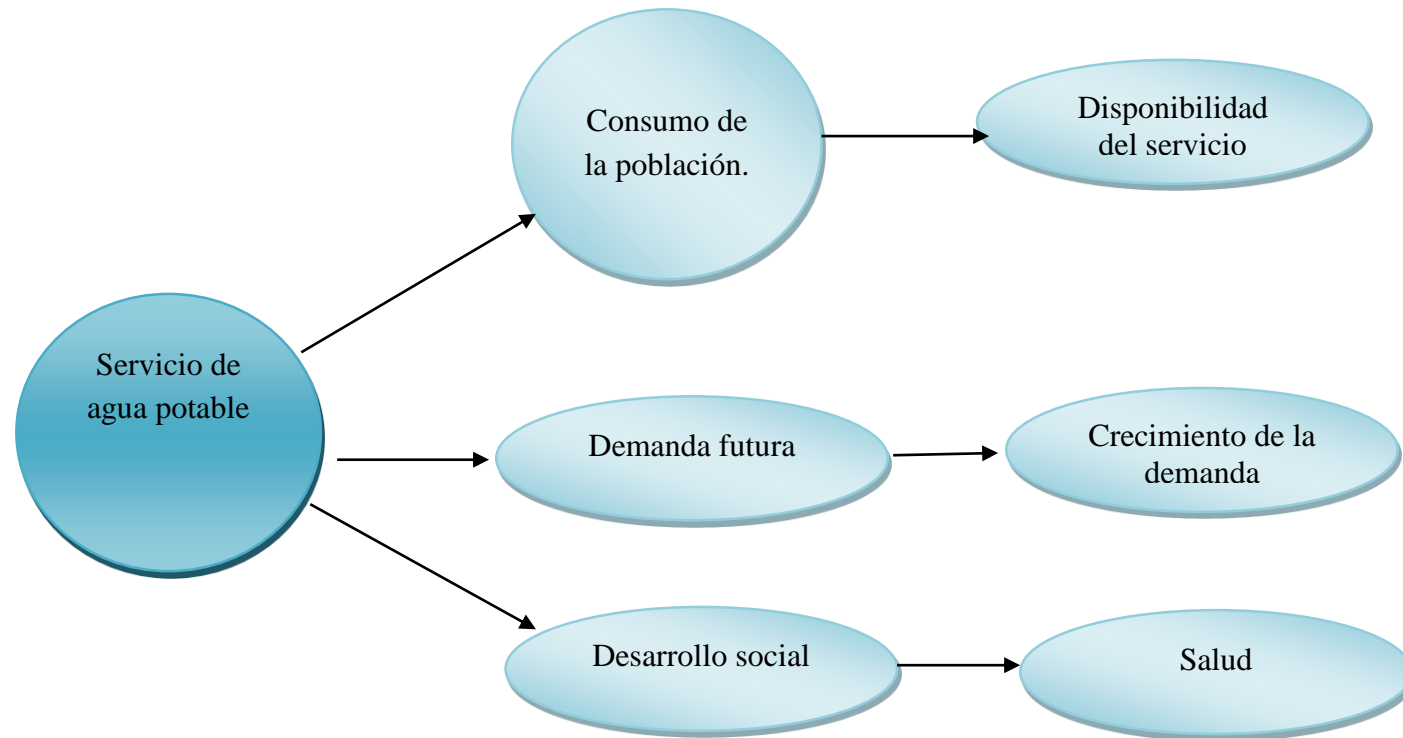 Consumo de
la población.
Disponibilidad
del servicio
Servicio de
agua potable
Demanda futura
Crecimiento de la
demanda
Desarrollo social
Salud